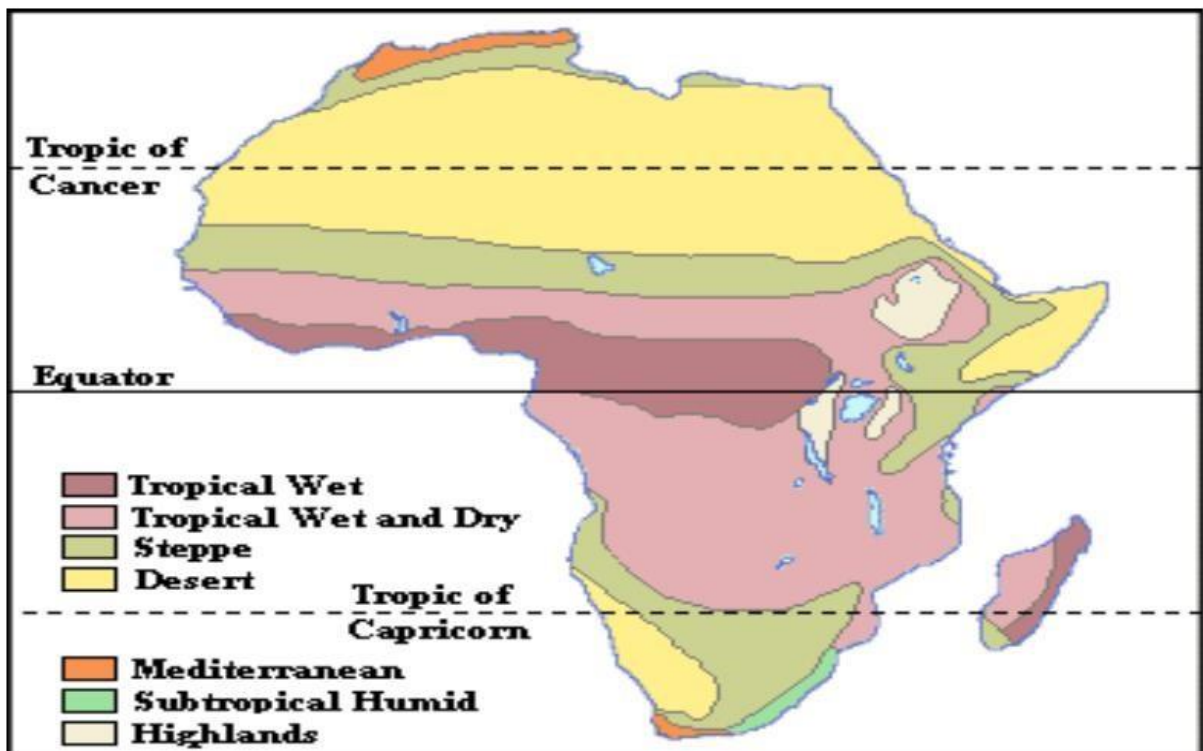 Tropic of
Cancer
Equator
Tropical Wet
Tropical Wet and Dry
Steppe
Desert
Tropic of
Capricorn
Mediterranean
Subtropical Humid
Highlands